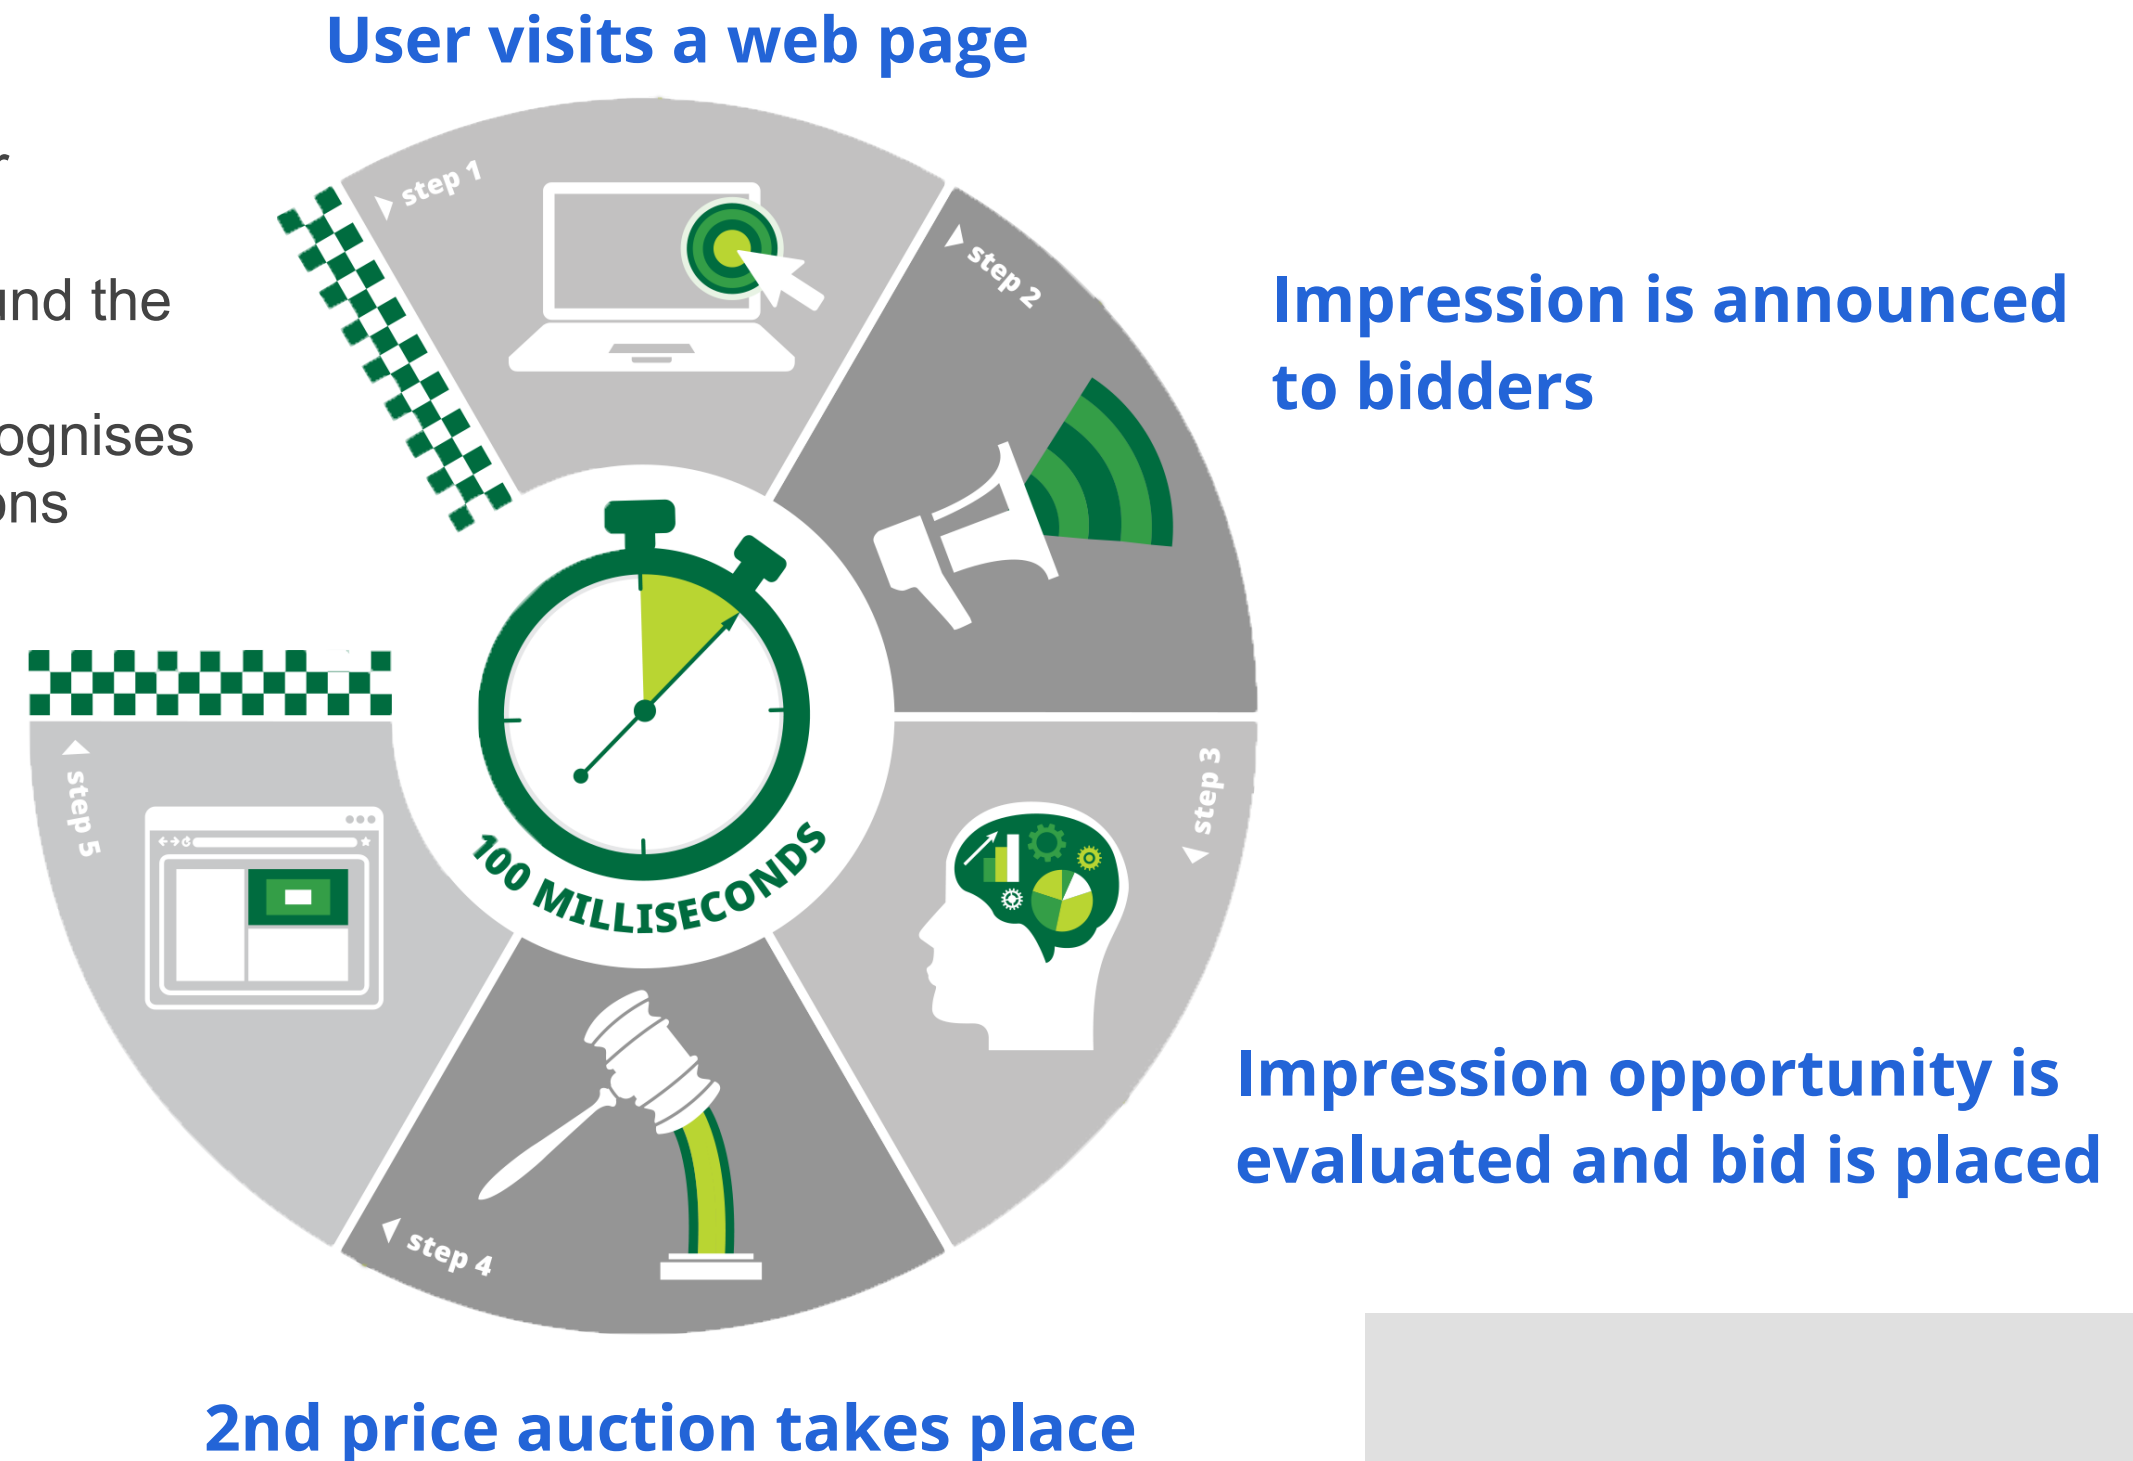 User visits a web page
r
und the
ognises
ons
step 1
step 2
Impression is announced
to bidders
step 3
100 MILLISECONDS
step 5
Impression opportunity is
evaluated and bid is placed
step 4
2nd price auction takes place